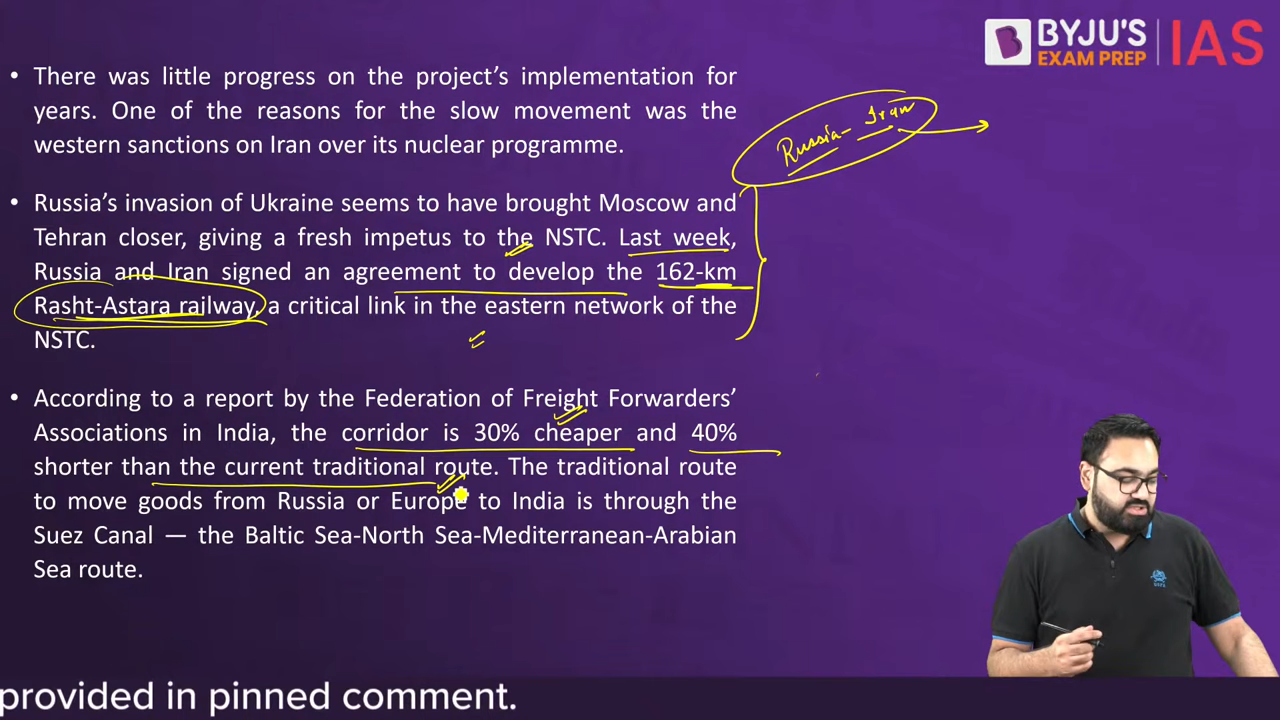 BYJU'S
EXAM PREP
IAS
• There was little progress on the project's implementation for
years. One of the reasons for the slow movement was the
western sanctions on Iran over its nuclear programme.
Russia- Iran
• Russia's invasion of Ukraine seems to have brought Moscow and
Tehran closer, giving a fresh impetus to the NSTC. Last week,
Russia and Iran signed an agreement to develop the 162-km
Rasht-Astara railway, a critical link in the eastern network of the
NSTC.
• According to a report by the Federation of Freight Forwarders'
Associations in India, the corridor is 30% cheaper and 40%
shorter than the current traditional route. The traditional route
to move goods from Russia or Europe to India is through the
Suez Canal — the Baltic Sea-North Sea-Mediterranean-Arabian
Sea route.
provided in pinned comment.